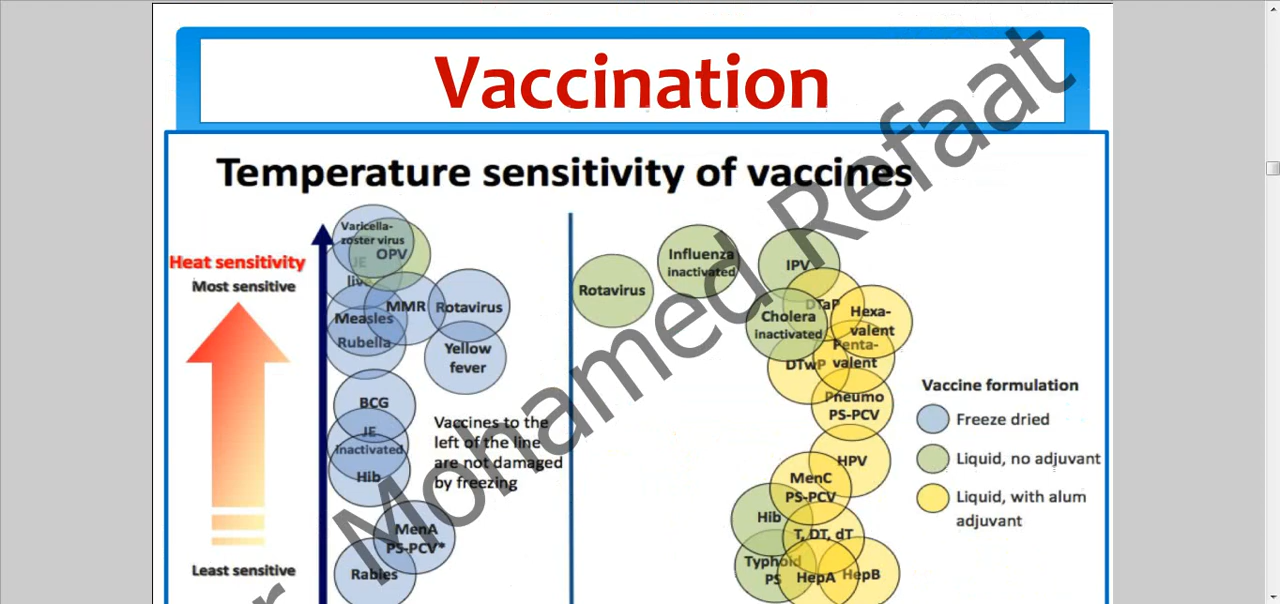 Vaccination
Temperature sensitivity of vaccines
Heat sensitivity
Most sensitive
Least sensitive
Varicella-
zoster virus
OPV
JE
live
MMR
Rotavirus
Measles
Rubella
Yellow
fever
BCG
JE
inactivated
Hib
MenA
PS-PCV*
Rabies
Vaccines to the
left of the line
are not damaged
by freezing
Rotavirus
Influenza
inactivated
IPV
DTaP
Cholera
inactivated
Hexa-
valent
Penta-
valent
DTwP
Pneumo
PS-PCV
HPV
MenC
PS-PCV
Hib
T, DT, dT
Typhoid
PS
HepA
HepB
Vaccine formulation
Freeze dried
Liquid, no adjuvant
Liquid, with alum
adjuvant
Mohamed Refaat